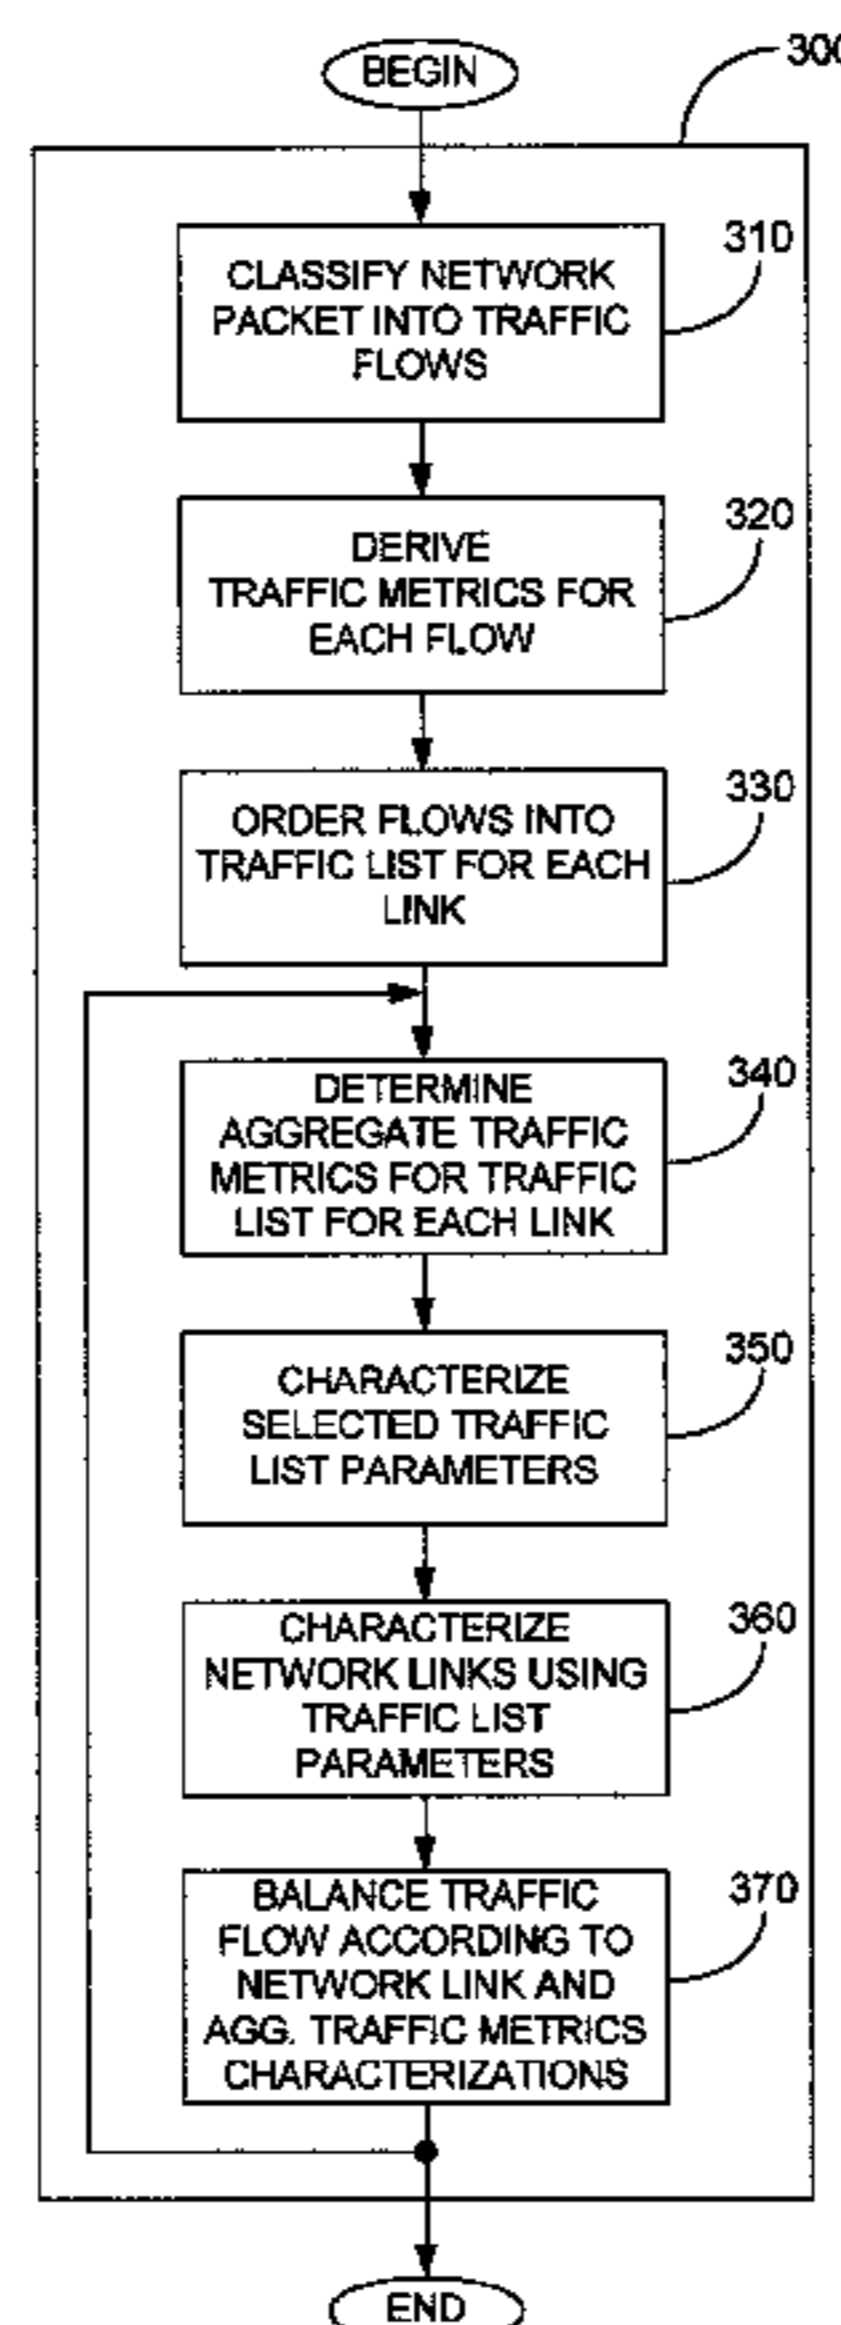 BEGIN
300
310
CLASSIFY NETWORK
PACKET INTO TRAFFIC
FLOWS
320
DERIVE
TRAFFIC METRICS FOR
EACH FLOW
330
ORDER FLOWS INTO
TRAFFIC LIST FOR EACH
LINK
340
DETERMINE
AGGREGATE TRAFFIC
METRICS FOR TRAFFIC
LIST FOR EACH LINK
350
CHARACTERIZE
SELECTED TRAFFIC
LIST PARAMETERS
360
CHARACTERIZE
NETWORK LINKS USING
TRAFFIC LIST
PARAMETERS
370
BALANCE TRAFFIC
FLOW ACCORDING TO
NETWORK LINK AND
AGG. TRAFFIC METRICS
CHARACTERIZATIONS
END